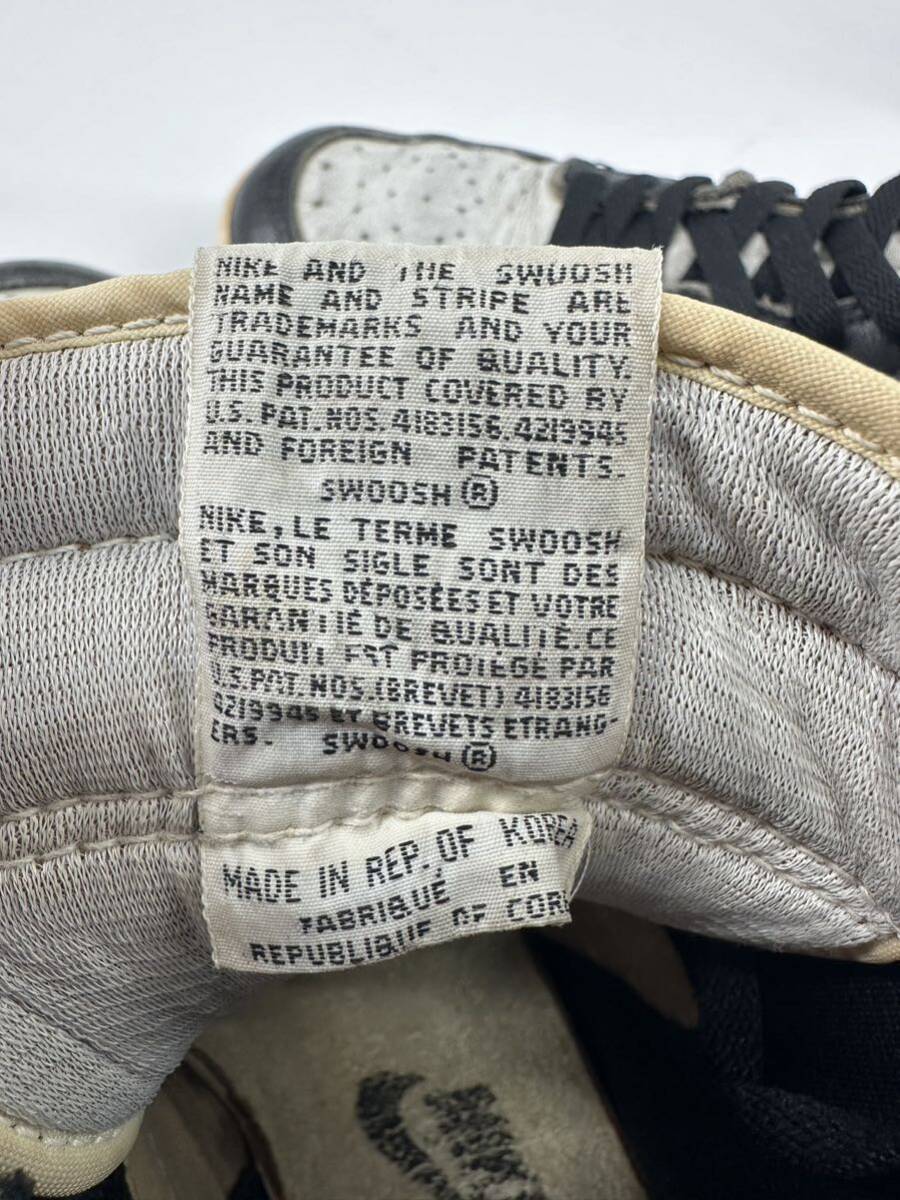 NIKE AND THE SWOOSH
NAME AND STRIPE ARE
TRADEMARKS AND YOUR
GUARANTEE OF QUALITY.
THIS PRODUCT COVERED BY
U.S. PAT. NOS. 4183156.4219945
AND FOREIGN PATENTS.
SWOOSH ®
NIKE, LE TERME SWOOSH
ET SON SIGLE SONT DES
MARQUES DÉPOSÉES ET VOTRE
GARANTIE DE QUALITÉ. CE
PRODUIT EST PROTÉGÉ PAR
U.S. PAT. NOS. (BREVET) 4183156
4219945 ET BREVETS ETRANG-
ERS. SWOOSH ®
MADE IN REP. OF KOREA
FABRIQUÉ EN
REPUBLIQUE DE COR